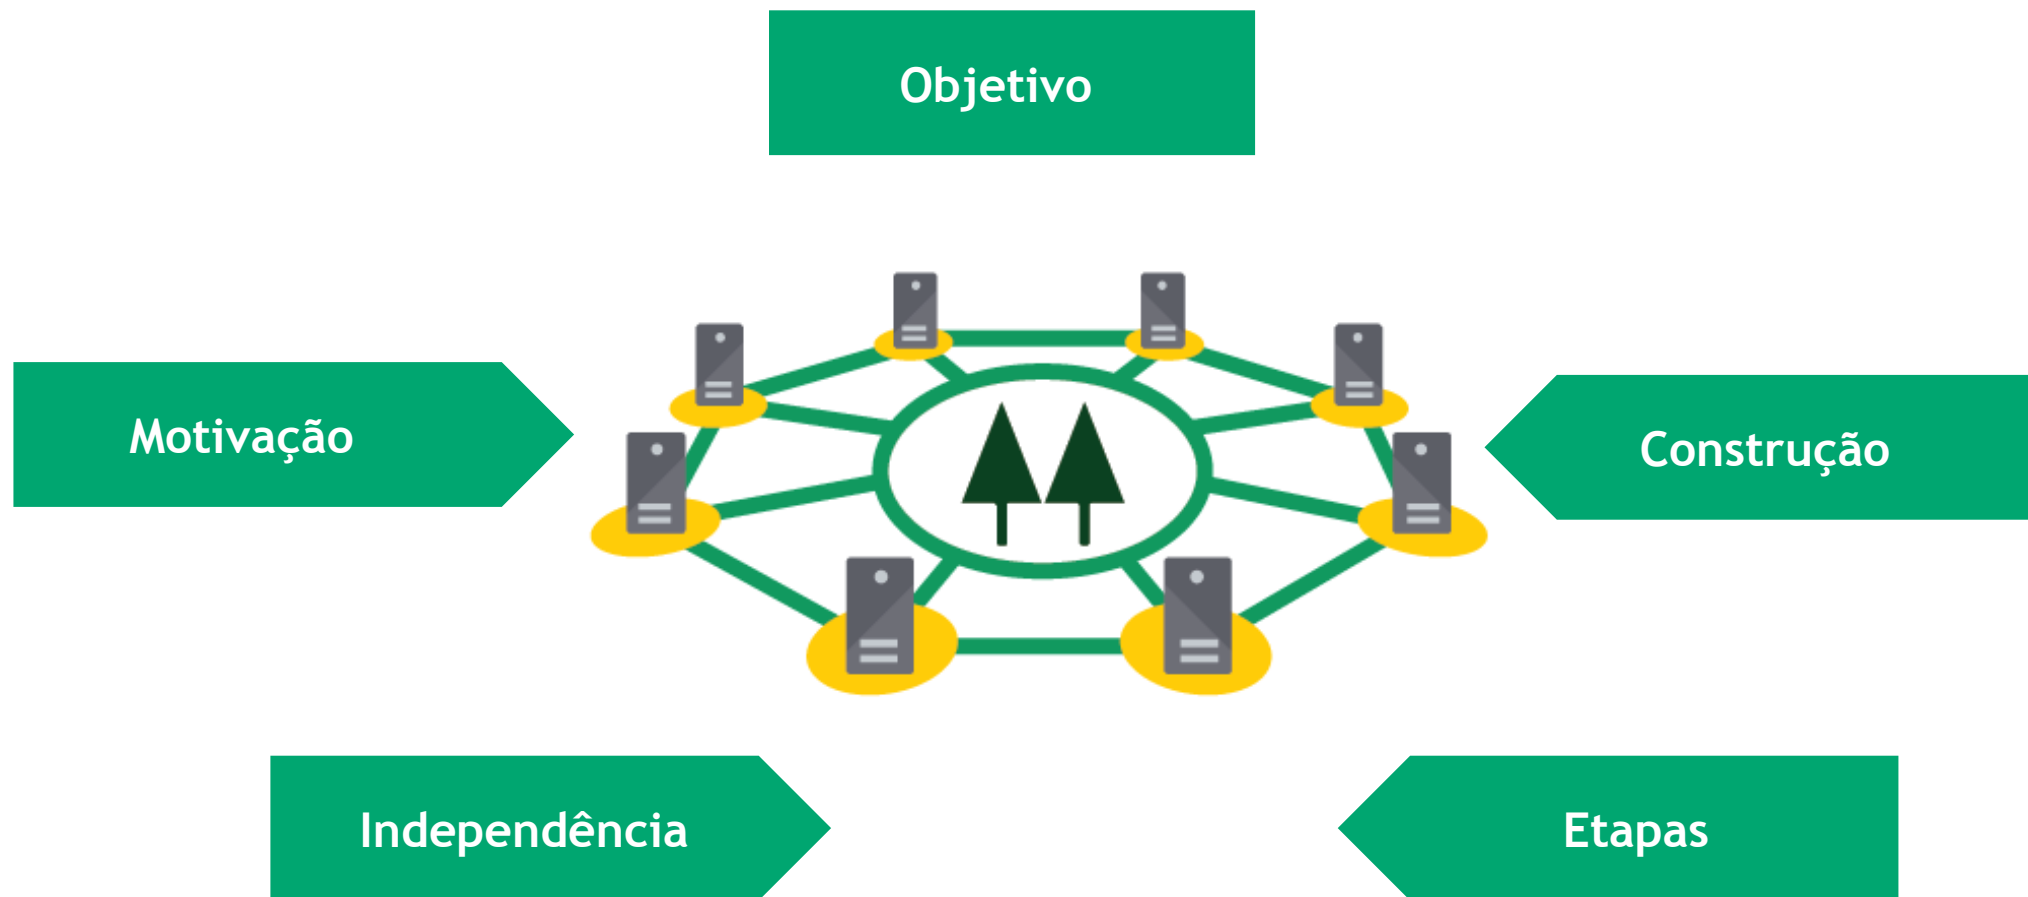 Objetivo
Motivação
Construção
Independência
Etapas